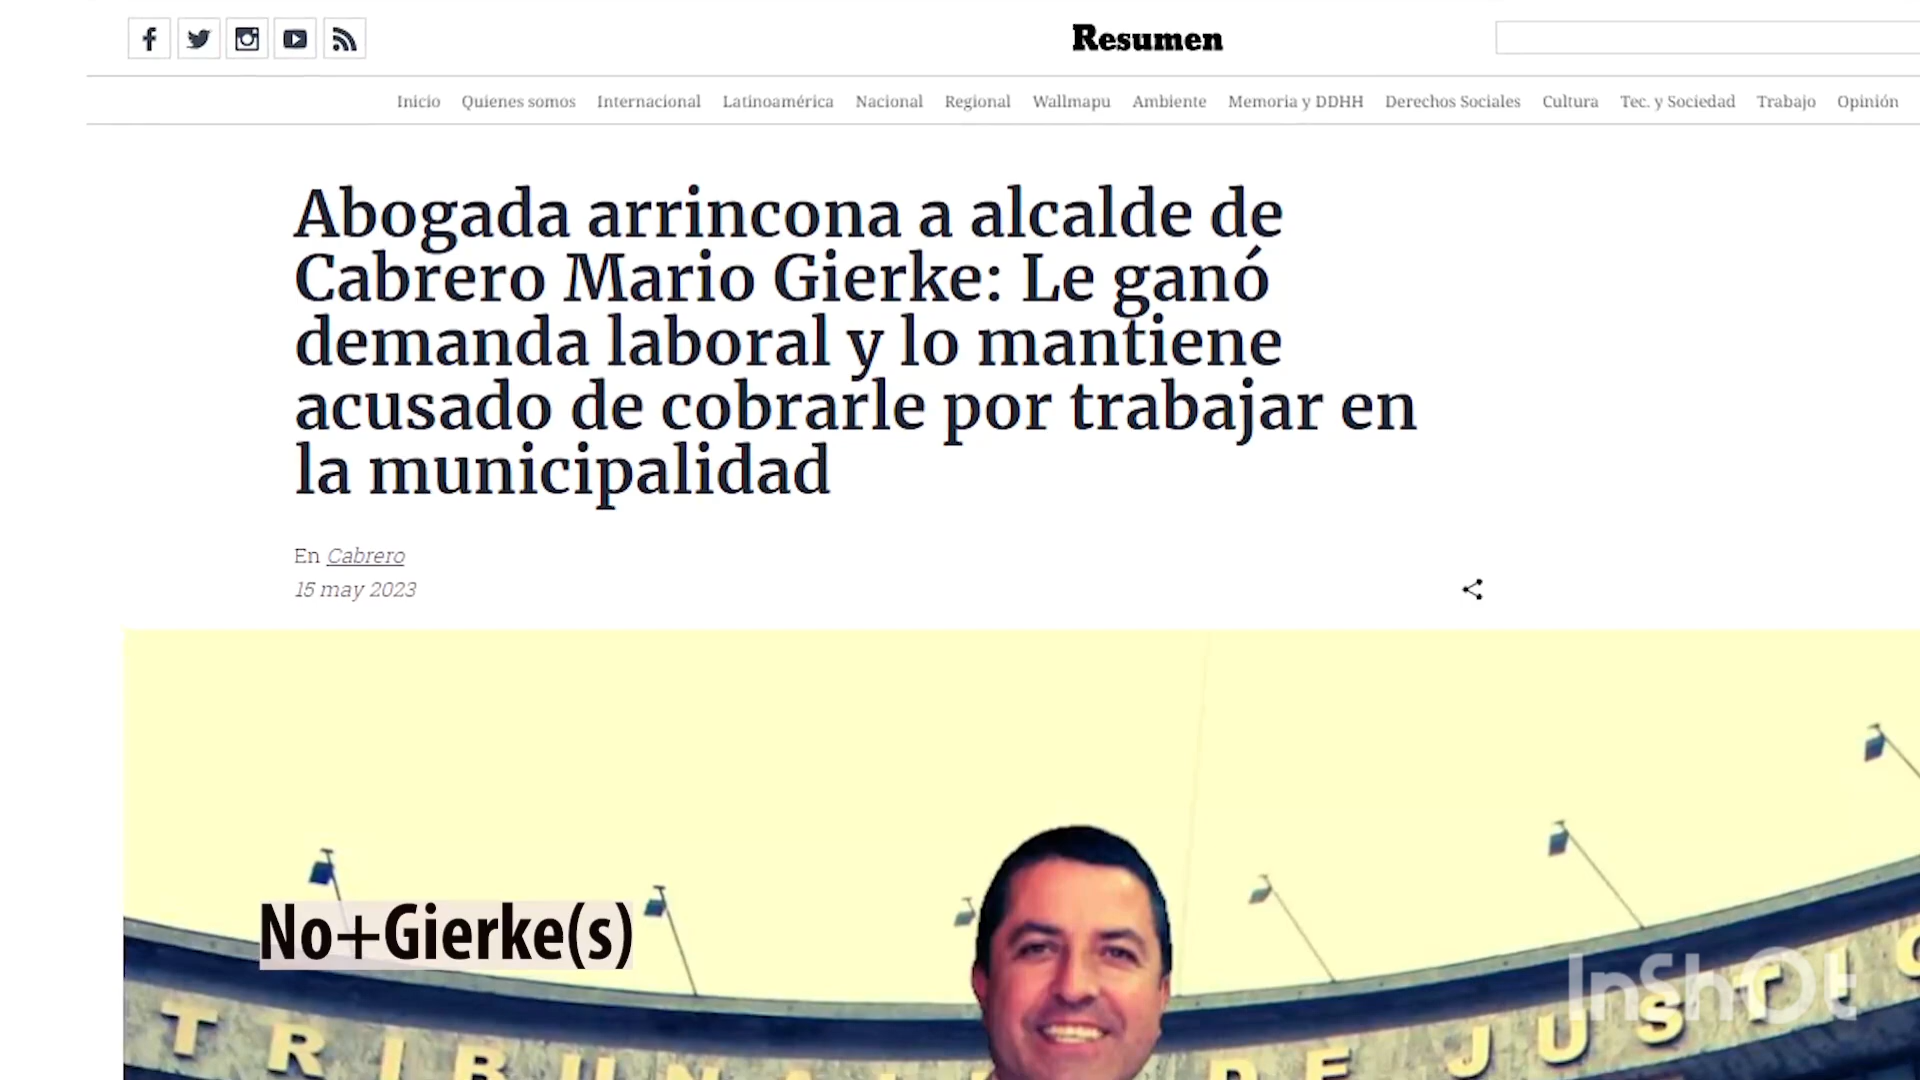 Resumen
Inicio Quienes somos Internacional Latinoamérica Nacional Regional Wallmapu Ambiente Memoria y DDHH Derechos Sociales Cultura Tec. y Sociedad Trabajo Opinión
Abogada arrincona a alcalde de
Cabrero Mario Gierke: Le ganó
demanda laboral y lo mantiene
acusado de cobrarle por trabajar en
la municipalidad
En Cabrero
15 may 2023
No+Gierke(s)
InShOt
TRIBUNAL DE JUSTIC